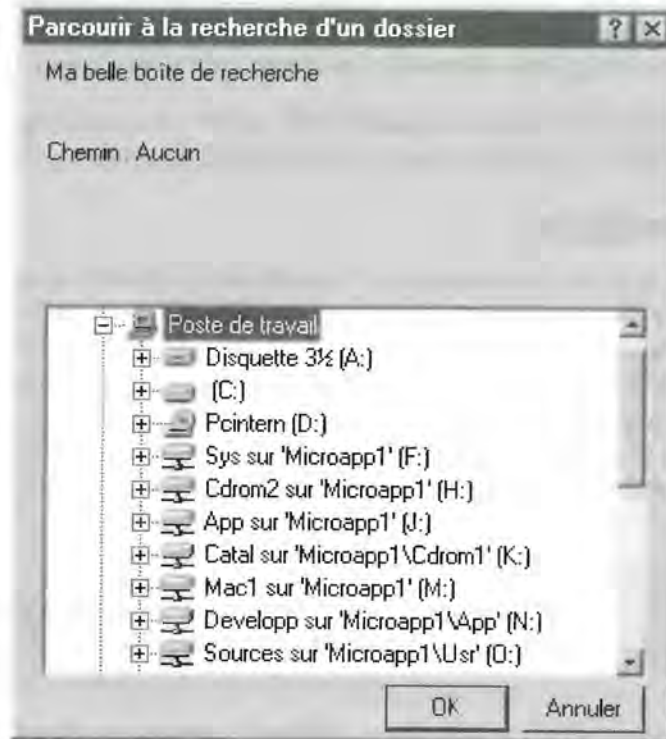 Parcourir à la recherche d'un dossier
Ma belle boîte de recherche
Chemin : Aucun
Poste de travail
Disquette 3½ (A:)
(C:)
Pcintern (D:)
Sys sur 'Microapp1' (F:)
Cdrom2 sur 'Microapp1' (H:)
App sur 'Microapp1' (J:)
Catal sur 'Microapp1\Cdrom1' (K:)
Mac1 sur 'Microapp1' (M:)
Developp sur 'Microapp1\App' (N:)
Sources sur 'Microapp1\Usr' (O:)
OK Annuler